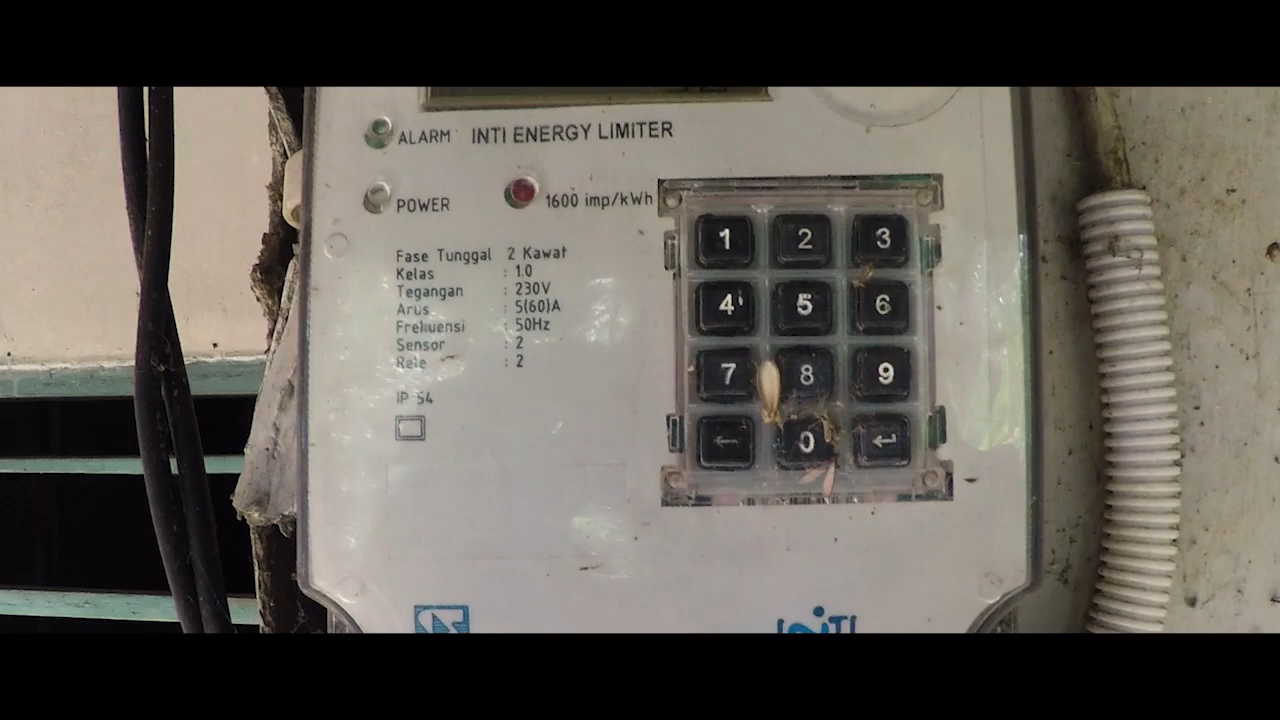 ALARM INTI ENERGY LIMITER
POWER 1600 imp/kWh
Fase Tunggal 2 Kawat
Kelas : 1.0
Tegangan : 230V
Arus : 5(60)A
Frekuensi : 50Hz
Sensor : 2
Rele : 2
IP 54
1 2 3
4 5 6
7 8 9
0
INTI